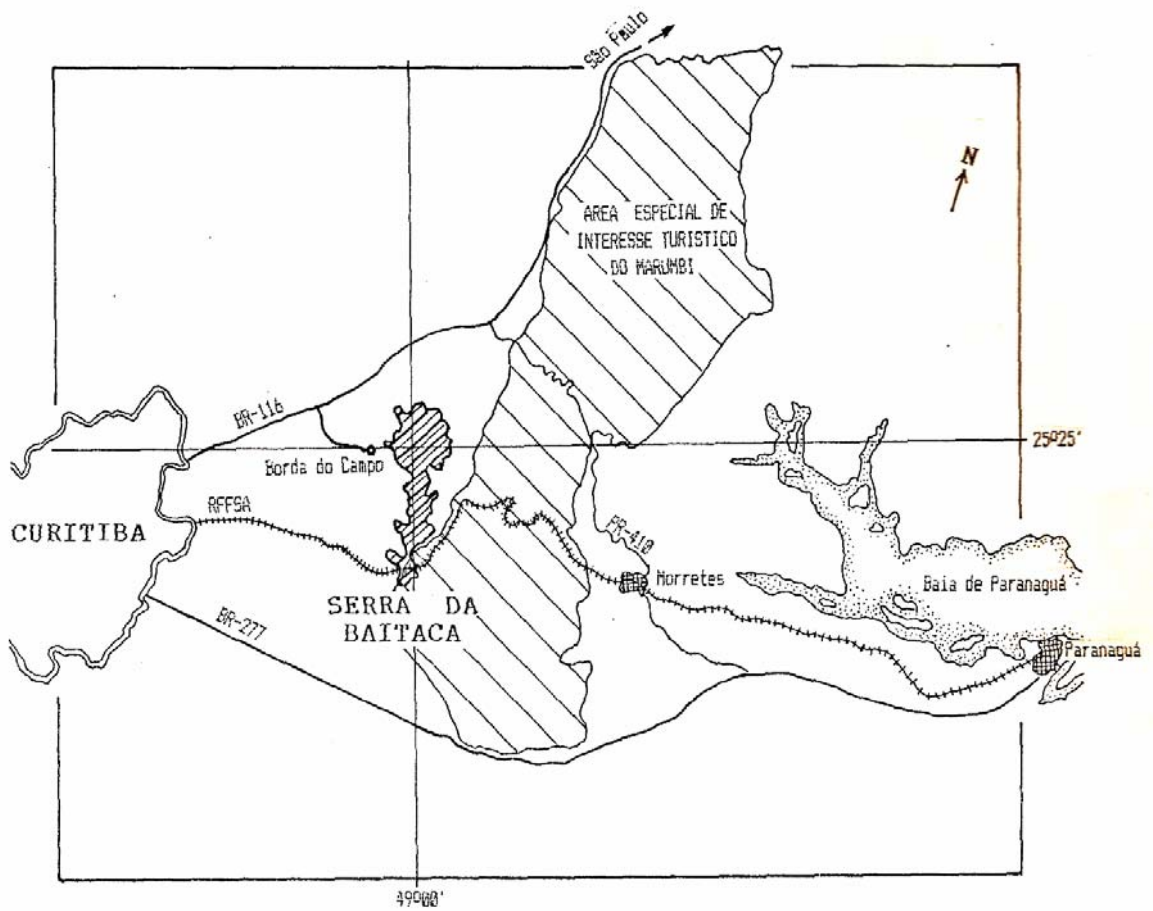 São Paulo
N
AREA ESPECIAL DE
INTERESSE TURISTICO
DO MARUMBI
BR-116
25º25'
Borda do Campo
RFFSA
CURITIBA
PR-410
Morretes
Baia de Paranaguá
SERRA DA
BAITACA
BR-277
Paranaguá
49º00'